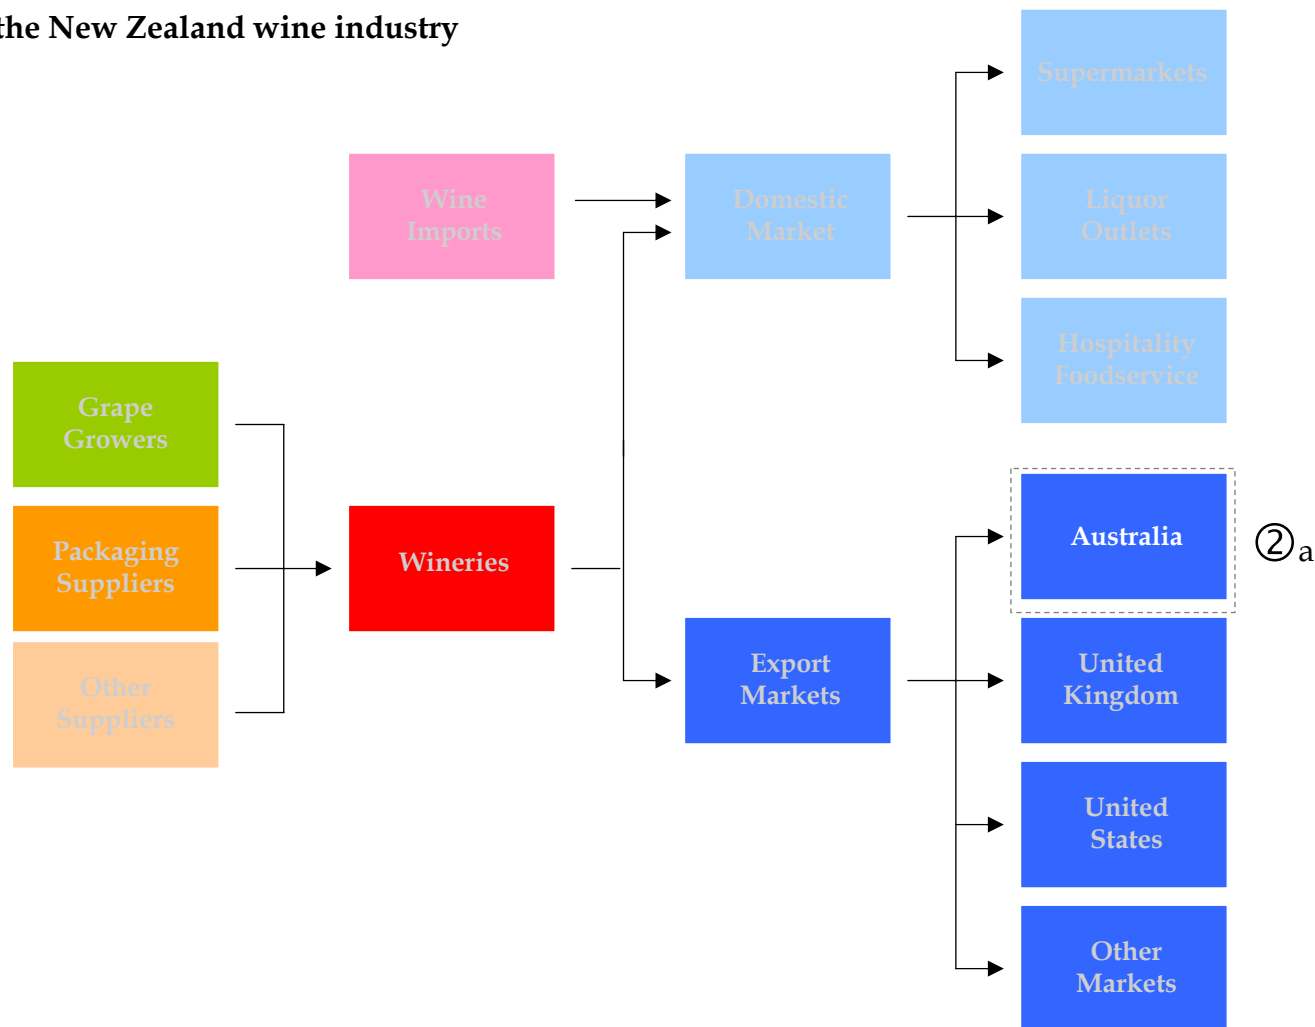 the New Zealand wine industry
Supermarkets
Wine
Imports
Domestic
Market
Liquor
Outlets
Hospitality
Foodservice
Grape
Growers
Packaging
Suppliers
Other
Suppliers
Wineries
Export
Markets
Australia
②a
United
Kingdom
United
States
Other
Markets